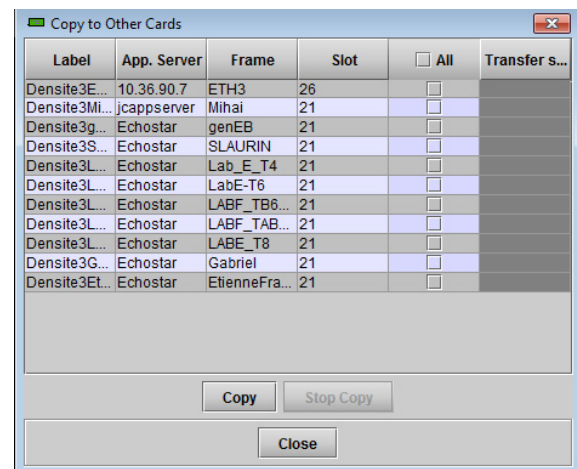 Copy to Other Cards
Label App. Server Frame Slot All Transfer s...
Densite3E... 10.36.90.7 ETH3 26
Densite3Mi... jcappserver Mihai 21
Densite3g... Echostar genEB 21
Densite3S... Echostar SLAURIN 21
Densite3L... Echostar Lab_E_T4 21
Densite3L... Echostar LabE-T6 21
Densite3L... Echostar LABF_TB6... 21
Densite3L... Echostar LABF_TAB... 21
Densite3L... Echostar LABE_T8 21
Densite3G... Echostar Gabriel 21
Densite3Et... Echostar EtienneFra... 21
Copy Stop Copy
Close